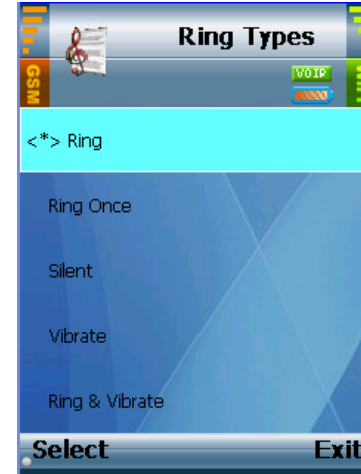 Ring Types
GSM
VOIP
<*> Ring
Ring Once
Silent
Vibrate
Ring & Vibrate
Select Exit